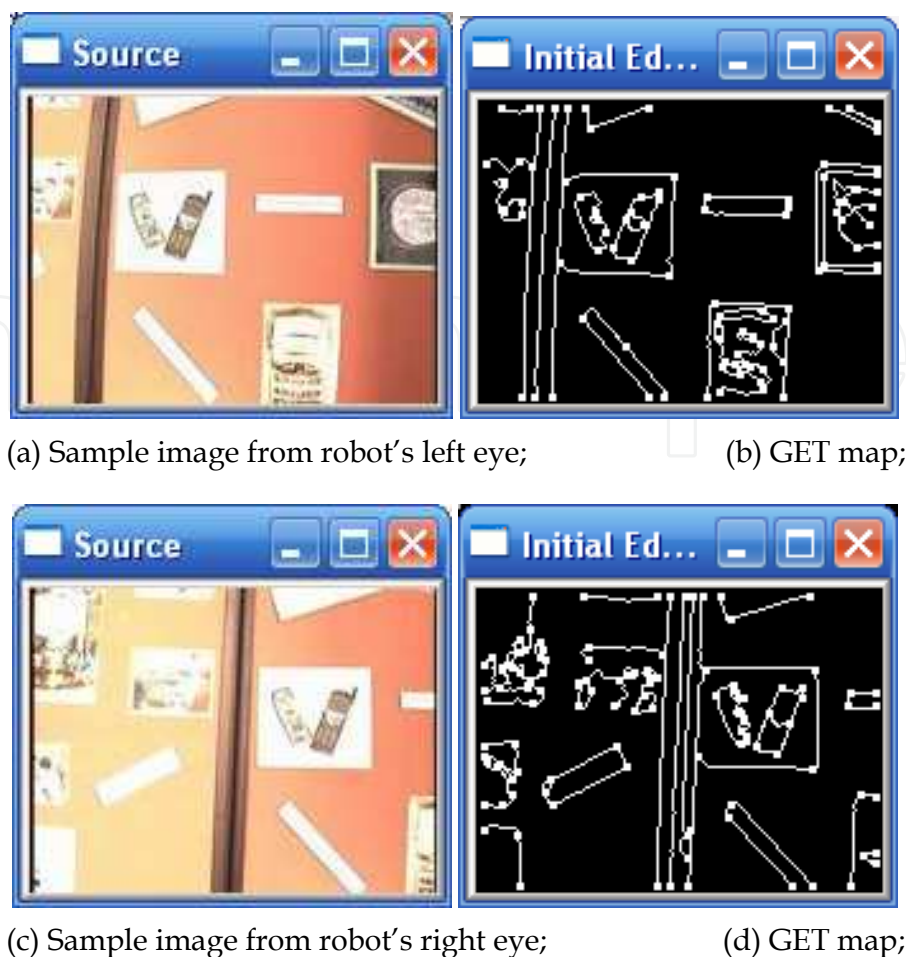 Source
Initial Ed...
(a) Sample image from robot's left eye;
(b) GET map;
Source
Initial Ed...
(c) Sample image from robot's right eye;
(d) GET map;